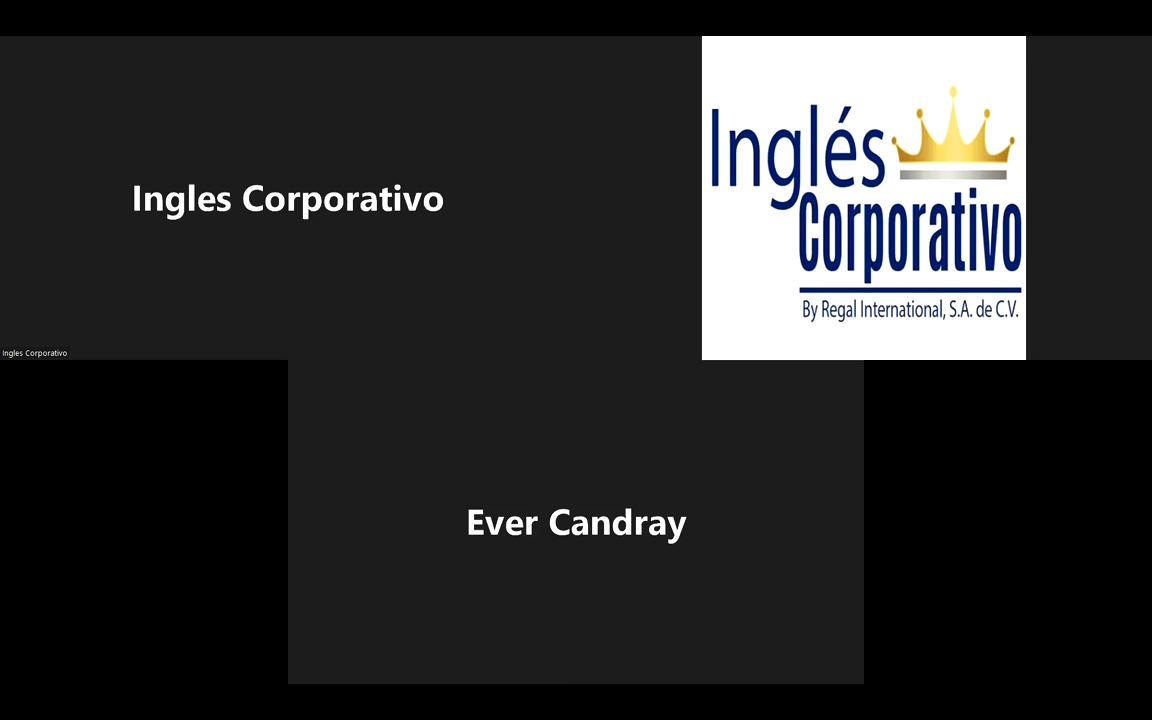 Ingles Corporativo
Inglés
Corporativo
By Regal International, S.A. de C.V.
Ingles Corporativo
Ever Candray